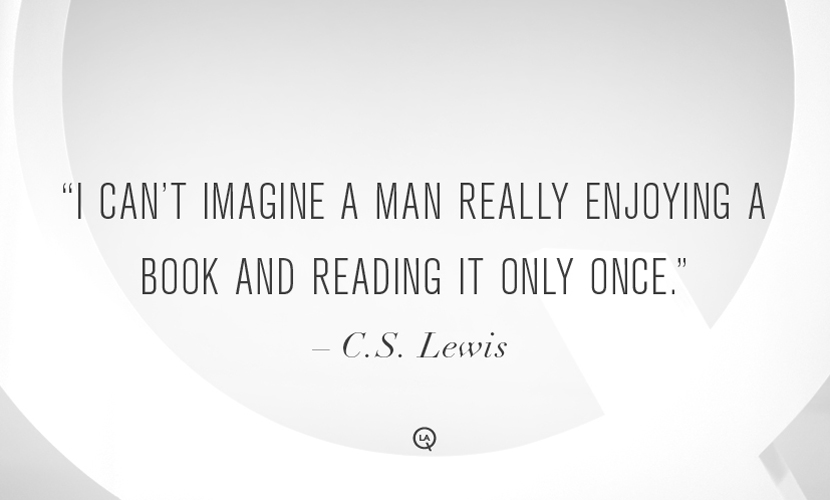 “I CAN’T IMAGINE A MAN REALLY ENJOYING A
BOOK AND READING IT ONLY ONCE.”
– C.S. Lewis
LA